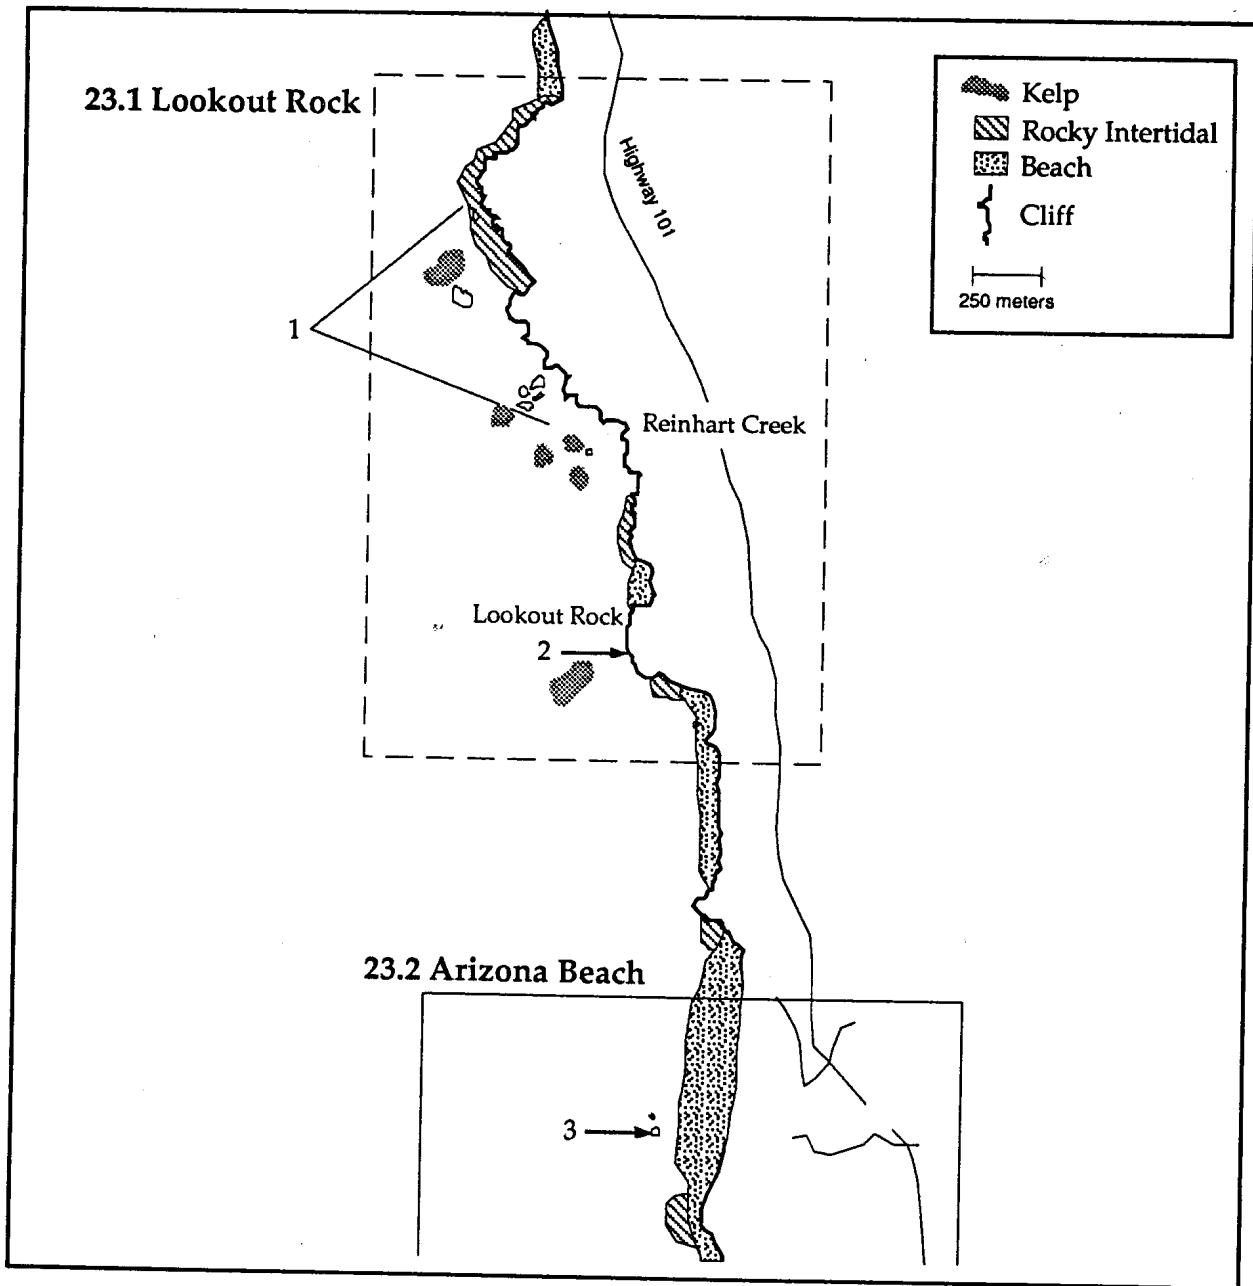 23.1 Lookout Rock
Kelp
Rocky Intertidal
Beach
Cliff
250 meters
Highway 101
1
Reinhart Creek
Lookout Rock
2
23.2 Arizona Beach
3